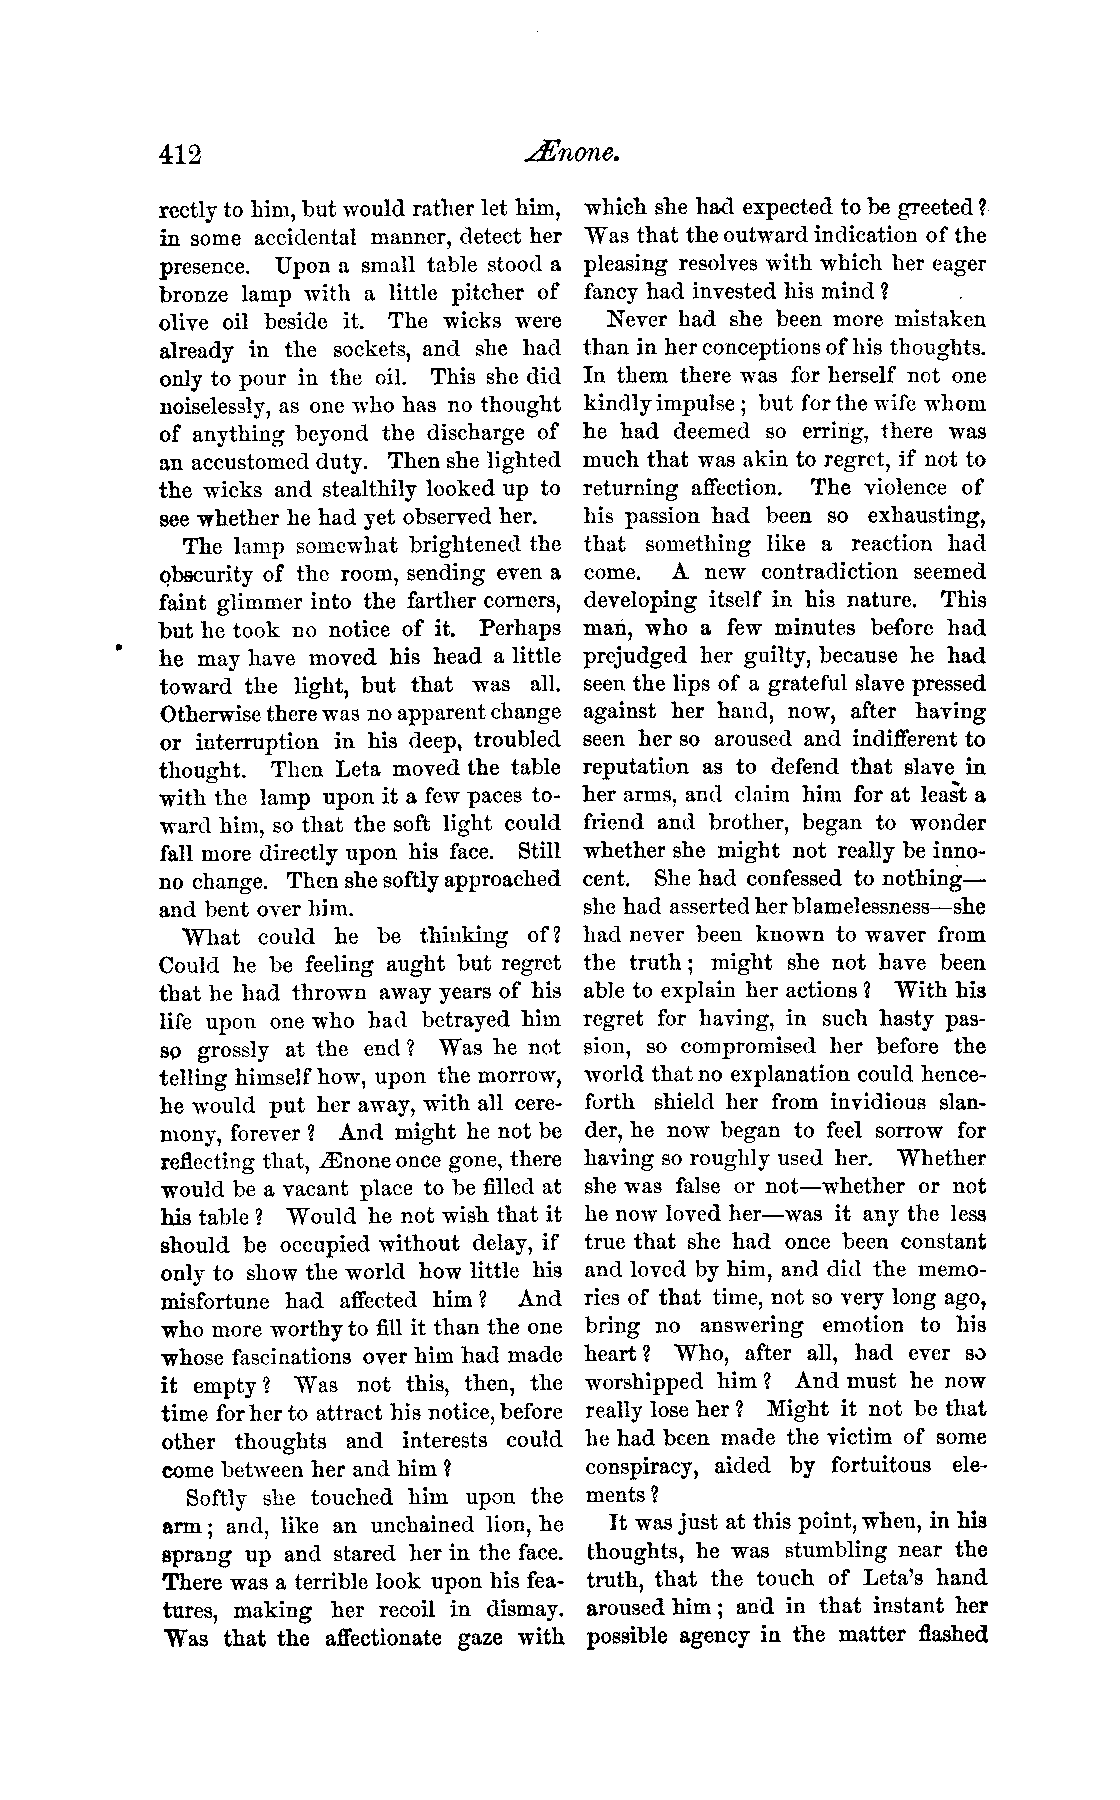 412
Ænone.
rectly to him, but would rather let him,
in some accidental manner, detect her
presence. Upon a small table stood a
bronze lamp with a little pitcher of
olive oil beside it. The wicks were
already in the sockets, and she had
only to pour in the oil. This she did
noiselessly, as one who has no thought
of anything beyond the discharge of
an accustomed duty. Then she lighted
the wicks and stealthily looked up to
see whether he had yet observed her.
The lamp somewhat brightened the
obscurity of the room, sending even a
faint glimmer into the farther corners,
but he took no notice of it. Perhaps
he may have moved his head a little
toward the light, but that was all.
Otherwise there was no apparent change
or interruption in his deep, troubled
thought. Then Leta moved the table
with the lamp upon it a few paces to-
ward him, so that the soft light could
fall more directly upon his face. Still
no change. Then she softly approached
and bent over him.
What could he be thinking of?
Could he be feeling aught but regret
that he had thrown away years of his
life upon one who had betrayed him
so grossly at the end? Was he not
telling himself how, upon the morrow,
he would put her away, with all cere-
mony, forever? And might he not be
reflecting that, Ænone once gone, there
would be a vacant place to be filled at
his table? Would he not wish that it
should be occupied without delay, if
only to show the world how little his
misfortune had affected him? And
who more worthy to fill it than the one
whose fascinations over him had made
it empty? Was not this, then, the
time for her to attract his notice, before
other thoughts and interests could
come between her and him?
Softly she touched him upon the
arm; and, like an unchained lion, he
sprang up and stared her in the face.
There was a terrible look upon his fea-
tures, making her recoil in dismay.
Was that the affectionate gaze with
which she had expected to be greeted?
Was that the outward indication of the
pleasing resolves with which her eager
fancy had invested his mind?
Never had she been more mistaken
than in her conceptions of his thoughts.
In them there was for herself not one
kindly impulse; but for the wife whom
he had deemed so erring, there was
much that was akin to regret, if not to
returning affection. The violence of
his passion had been so exhausting,
that something like a reaction had
come. A new contradiction seemed
developing itself in his nature. This
man, who a few minutes before had
prejudged her guilty, because he had
seen the lips of a grateful slave pressed
against her hand, now, after having
seen her so aroused and indifferent to
reputation as to defend that slave in
her arms, and claim him for at least a
friend and brother, began to wonder
whether she might not really be inno-
cent. She had confessed to nothing—
she had asserted her blamelessness—she
had never been known to waver from
the truth; might she not have been
able to explain her actions? With his
regret for having, in such hasty pas-
sion, so compromised her before the
world that no explanation could hence-
forth shield her from invidious slan-
der, he now began to feel sorrow for
having so roughly used her. Whether
she was false or not—whether or not
he now loved her—was it any the less
true that she had once been constant
and loved by him, and did the memo-
ries of that time, not so very long ago,
bring no answering emotion to his
heart? Who, after all, had ever so
worshipped him? And must he now
really lose her? Might it not be that
he had been made the victim of some
conspiracy, aided by fortuitous ele-
ments?
It was just at this point, when, in his
thoughts, he was stumbling near the
truth, that the touch of Leta's hand
aroused him; and in that instant her
possible agency in the matter flashed